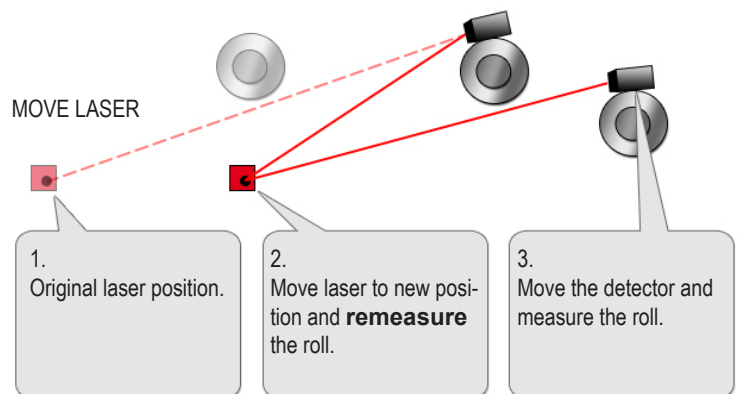 MOVE LASER
1.
Original laser position.
2.
Move laser to new posi-
tion and remeasure
the roll.
3.
Move the detector and
measure the roll.